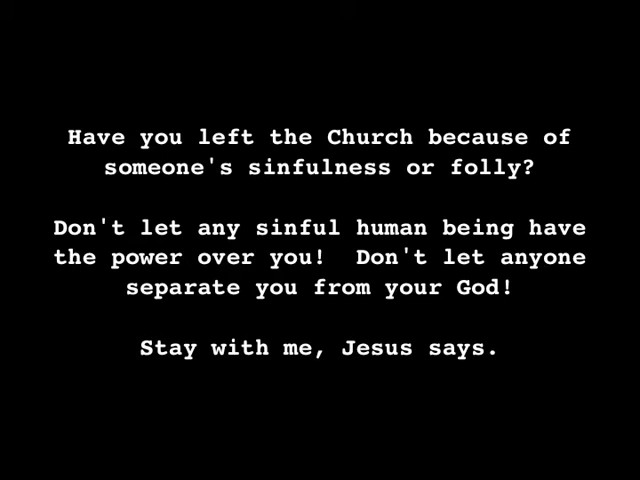 Have you left the Church because of
someone's sinfulness or folly?
Don't let any sinful human being have
the power over you!  Don't let anyone
separate you from your God!
Stay with me, Jesus says.